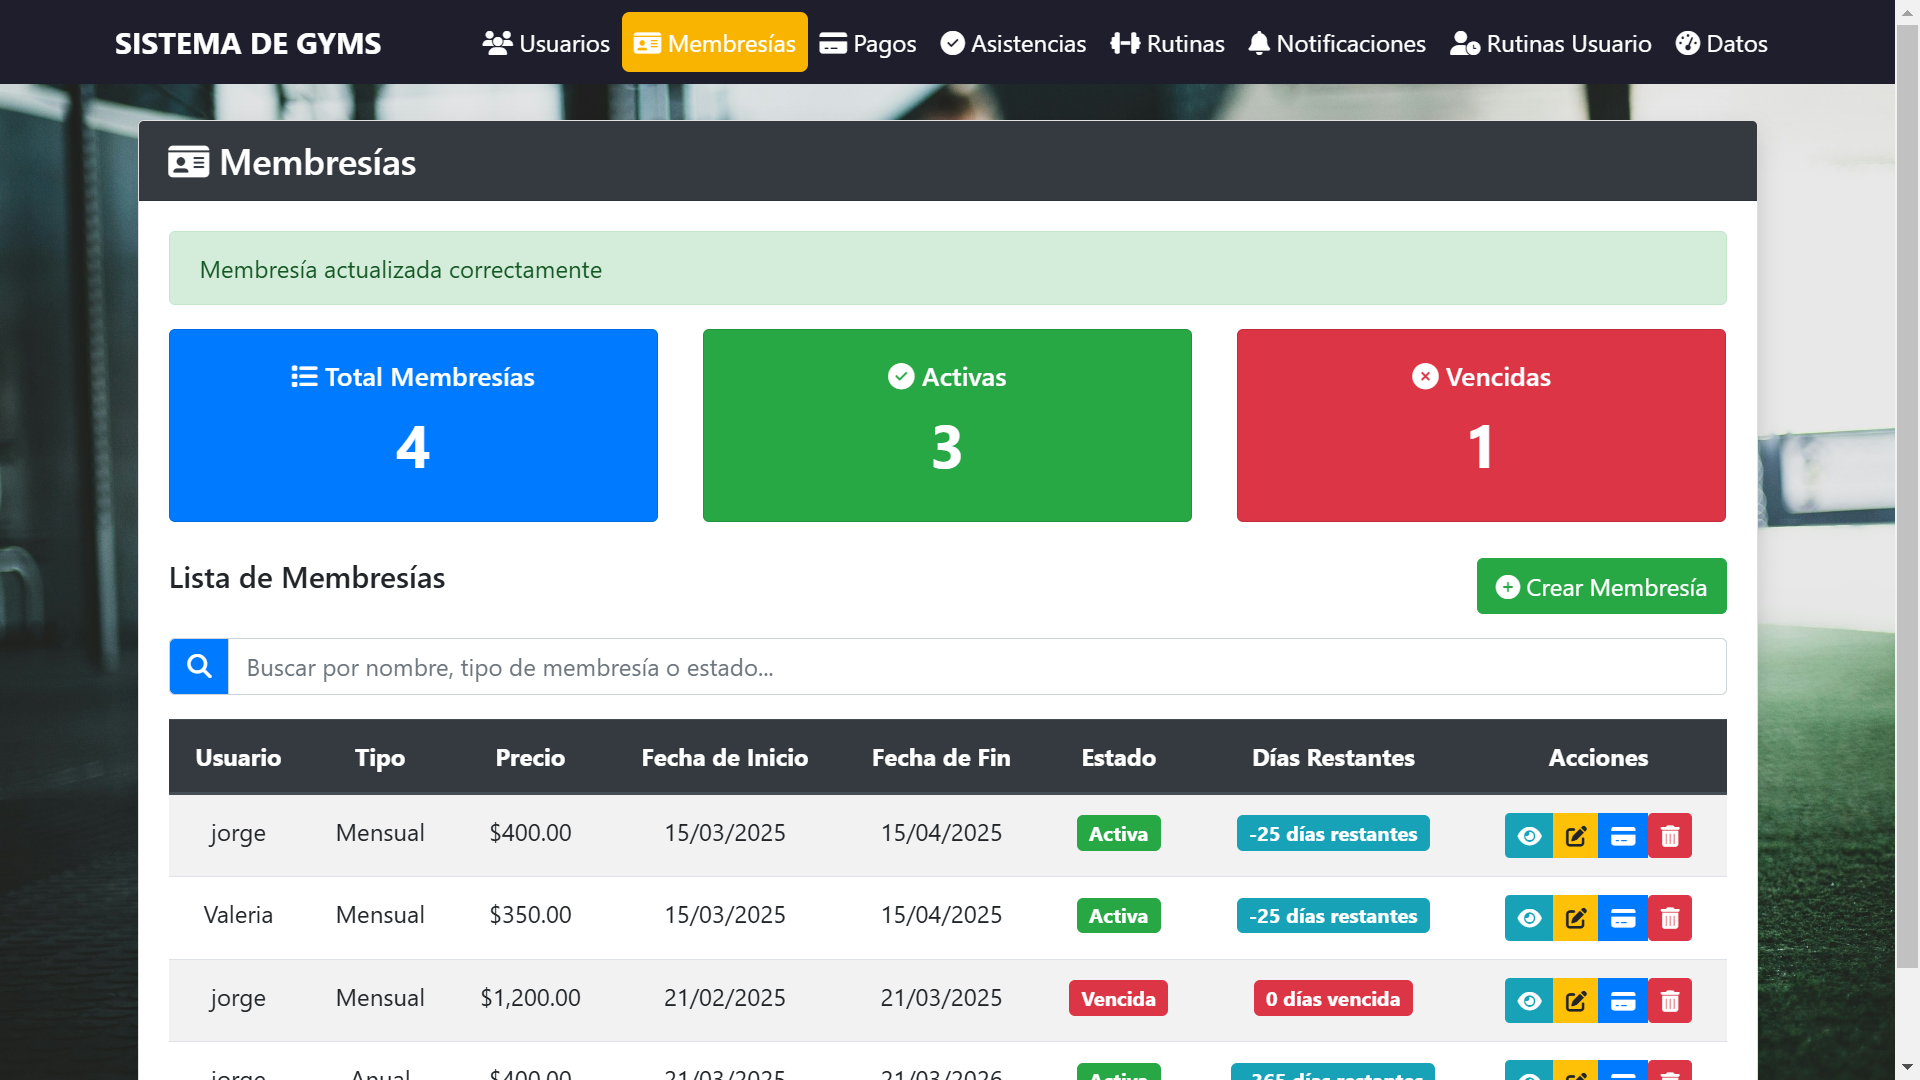 SISTEMA DE GYMS Usuarios Membresías Pagos Asistencias Rutinas Notificaciones Rutinas Usuario Datos
Membresías
Membresía actualizada correctamente
Total Membresías Activas Vencidas
4 3 1
Lista de Membresías Crear Membresía
Buscar por nombre, tipo de membresía o estado...
Usuario Tipo Precio Fecha de Inicio Fecha de Fin Estado Días Restantes Acciones
jorge Mensual $400.00 15/03/2025 15/04/2025 Activa -25 días restantes
Valeria Mensual $350.00 15/03/2025 15/04/2025 Activa -25 días restantes
jorge Mensual $1,200.00 21/02/2025 21/03/2025 Vencida 0 días vencida
jorge Anual $400.00 21/03/2025 21/03/2026 Activa -365 días restantes